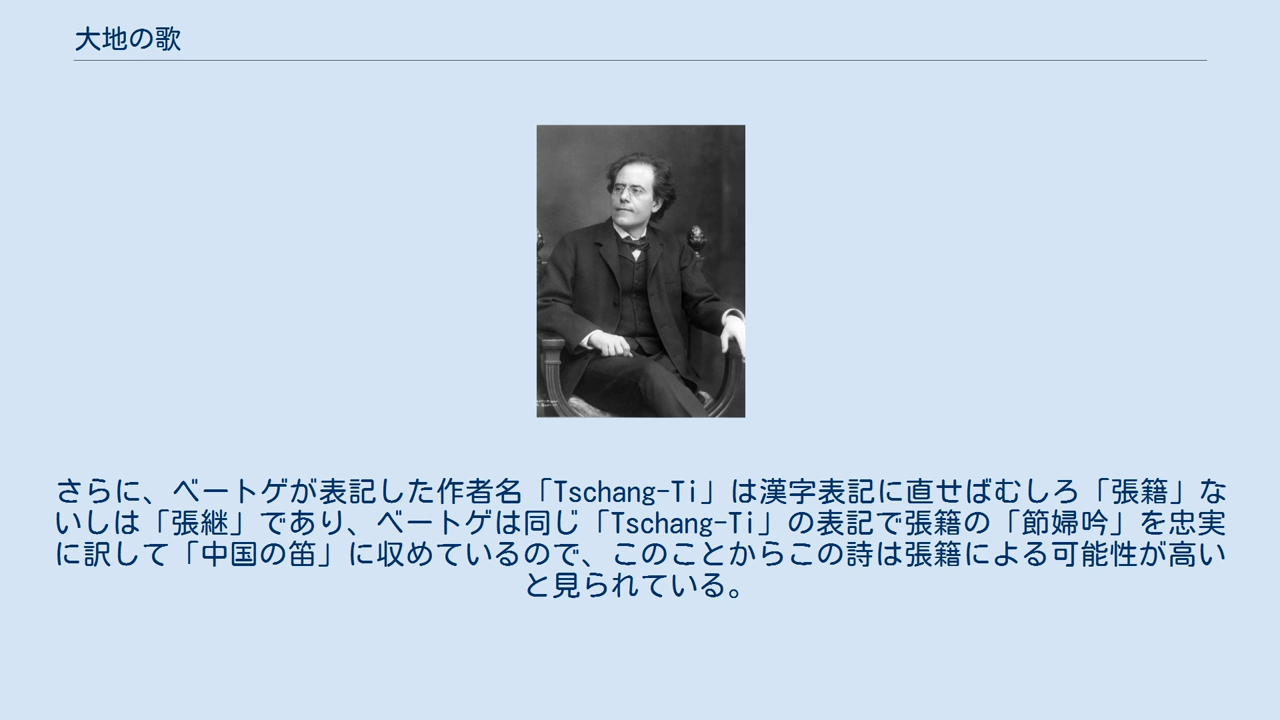 大地の歌
さらに、ベートゲが表記した作者名「Tschang-Ti」は漢字表記に直せばむしろ「張籍」な
いしは「張継」であり、ベートゲは同じ「Tschang-Ti」の表記で張籍の「節婦吟」を忠実
に訳して「中国の笛」に収めているので、このことからこの詩は張籍による可能性が高い
と見られている。